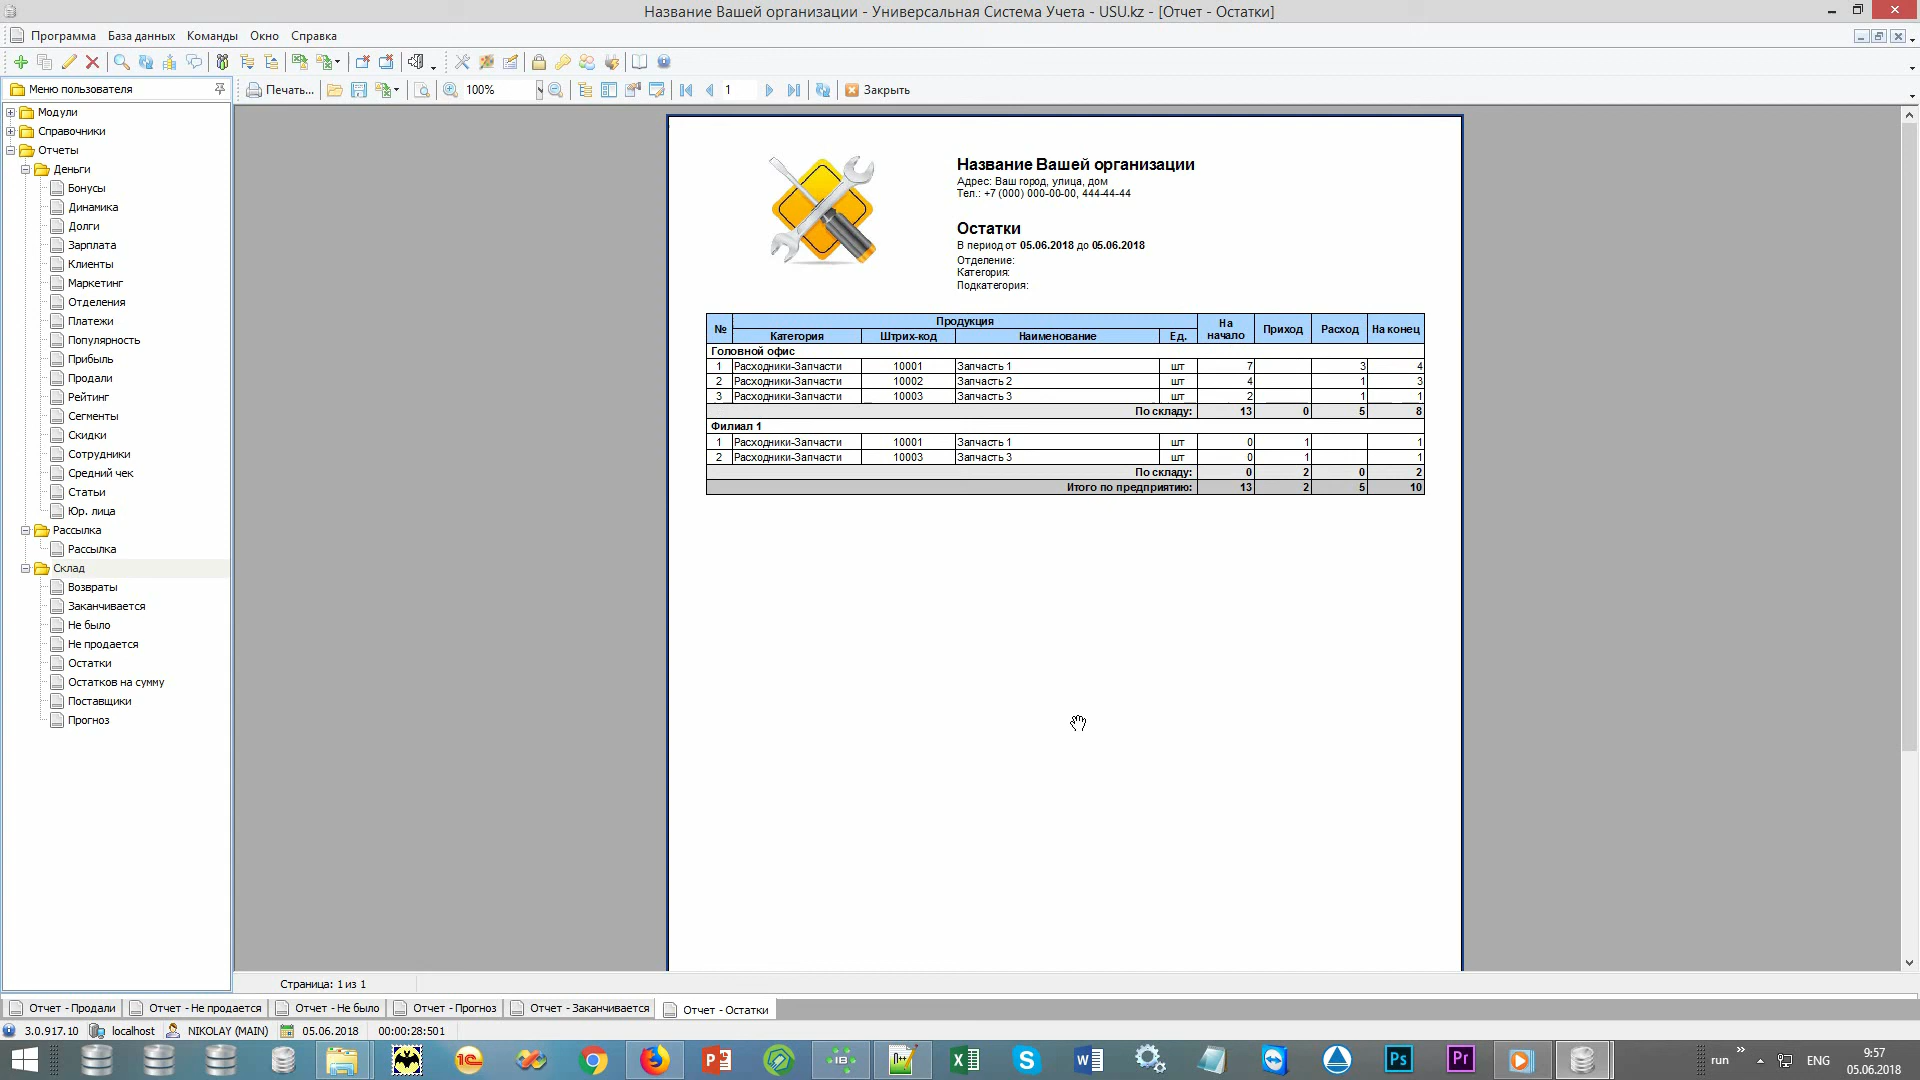 Название Вашей организации - Универсальная Система Учета - USU.kz - [Отчет - Остатки]
Программа База данных Команды Окно Справка
Меню пользователя
Печать... 100% 1 Закрыть
Модули
Справочники
Отчеты
Деньги
Бонусы
Динамика
Долги
Зарплата
Клиенты
Маркетинг
Отделения
Платежи
Популярность
Прибыль
Продали
Рейтинг
Сегменты
Скидки
Сотрудники
Средний чек
Статьи
Юр. лица
Рассылка
Рассылка
Склад
Возвраты
Заканчивается
Не было
Не продается
Остатки
Остатков на сумму
Поставщики
Прогноз
Название Вашей организации
Адрес: Ваш город, улица, дом
Тел.: +7 (000) 000-00-00, 444-44-44
Остатки
В период от 05.06.2018 до 05.06.2018
Отделение:
Категория:
Подкатегория:
№ Продукция На начало Приход Расход На конец
Категория Штрих-код Наименование Ед.
Головной офис
1 Расходники-Запчасти 10001 Запчасть 1 шт 7 3 4
2 Расходники-Запчасти 10002 Запчасть 2 шт 4 1 3
3 Расходники-Запчасти 10003 Запчасть 3 шт 2 1 1
По складу: 13 0 5 8
Филиал 1
1 Расходники-Запчасти 10001 Запчасть 1 шт 0 1 1
2 Расходники-Запчасти 10003 Запчасть 3 шт 0 1 1
По складу: 0 2 0 2
Итого по предприятию: 13 2 5 10
Страница: 1 из 1
Отчет - Продали Отчет - Не продается Отчет - Не было Отчет - Прогноз Отчет - Заканчивается Отчет - Остатки
3.0.917.10 localhost NIKOLAY (MAIN) 05.06.2018 00:00:28:501
1С P IB n++ X S W Ps Pr run » ENG 9:57
05.06.2018